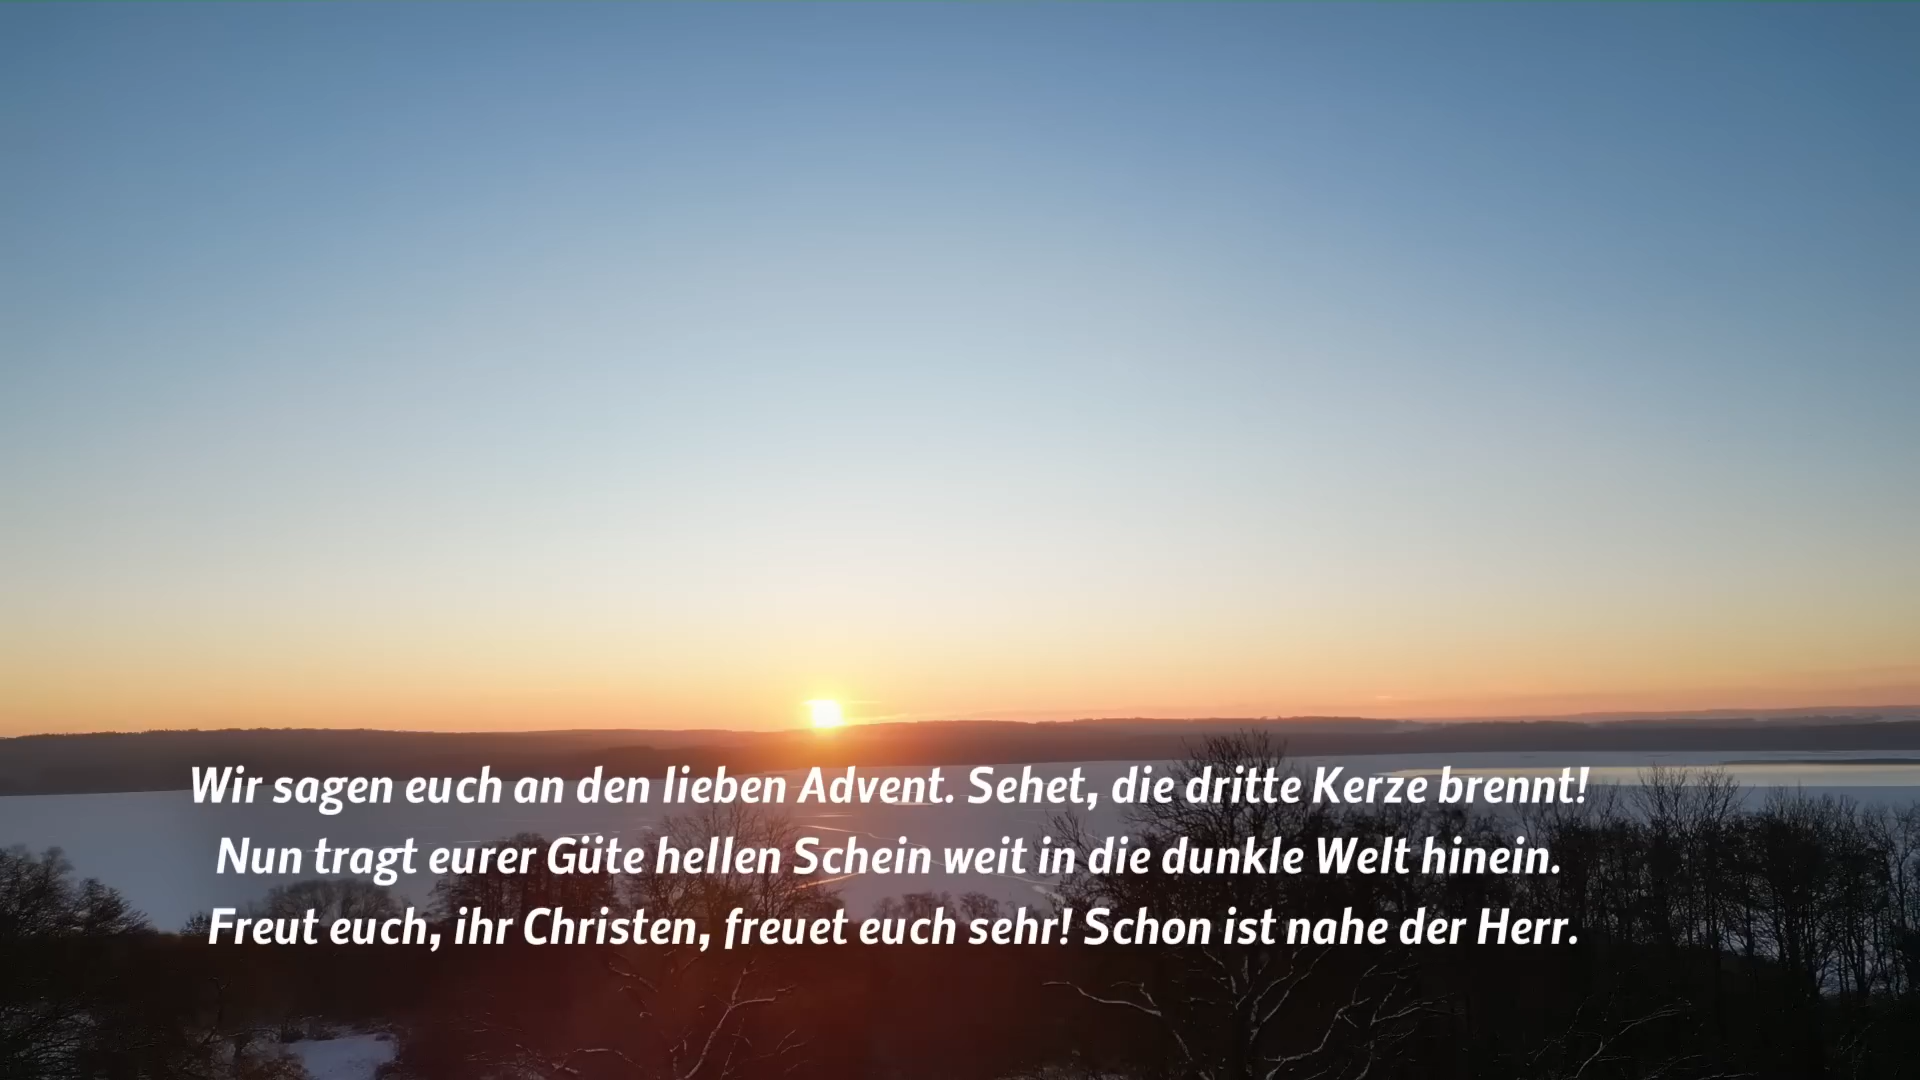 Wir sagen euch an den lieben Advent. Sehet, die dritte Kerze brennt!
Nun tragt eurer Güte hellen Schein weit in die dunkle Welt hinein.
Freut euch, ihr Christen, freuet euch sehr! Schon ist nahe der Herr.